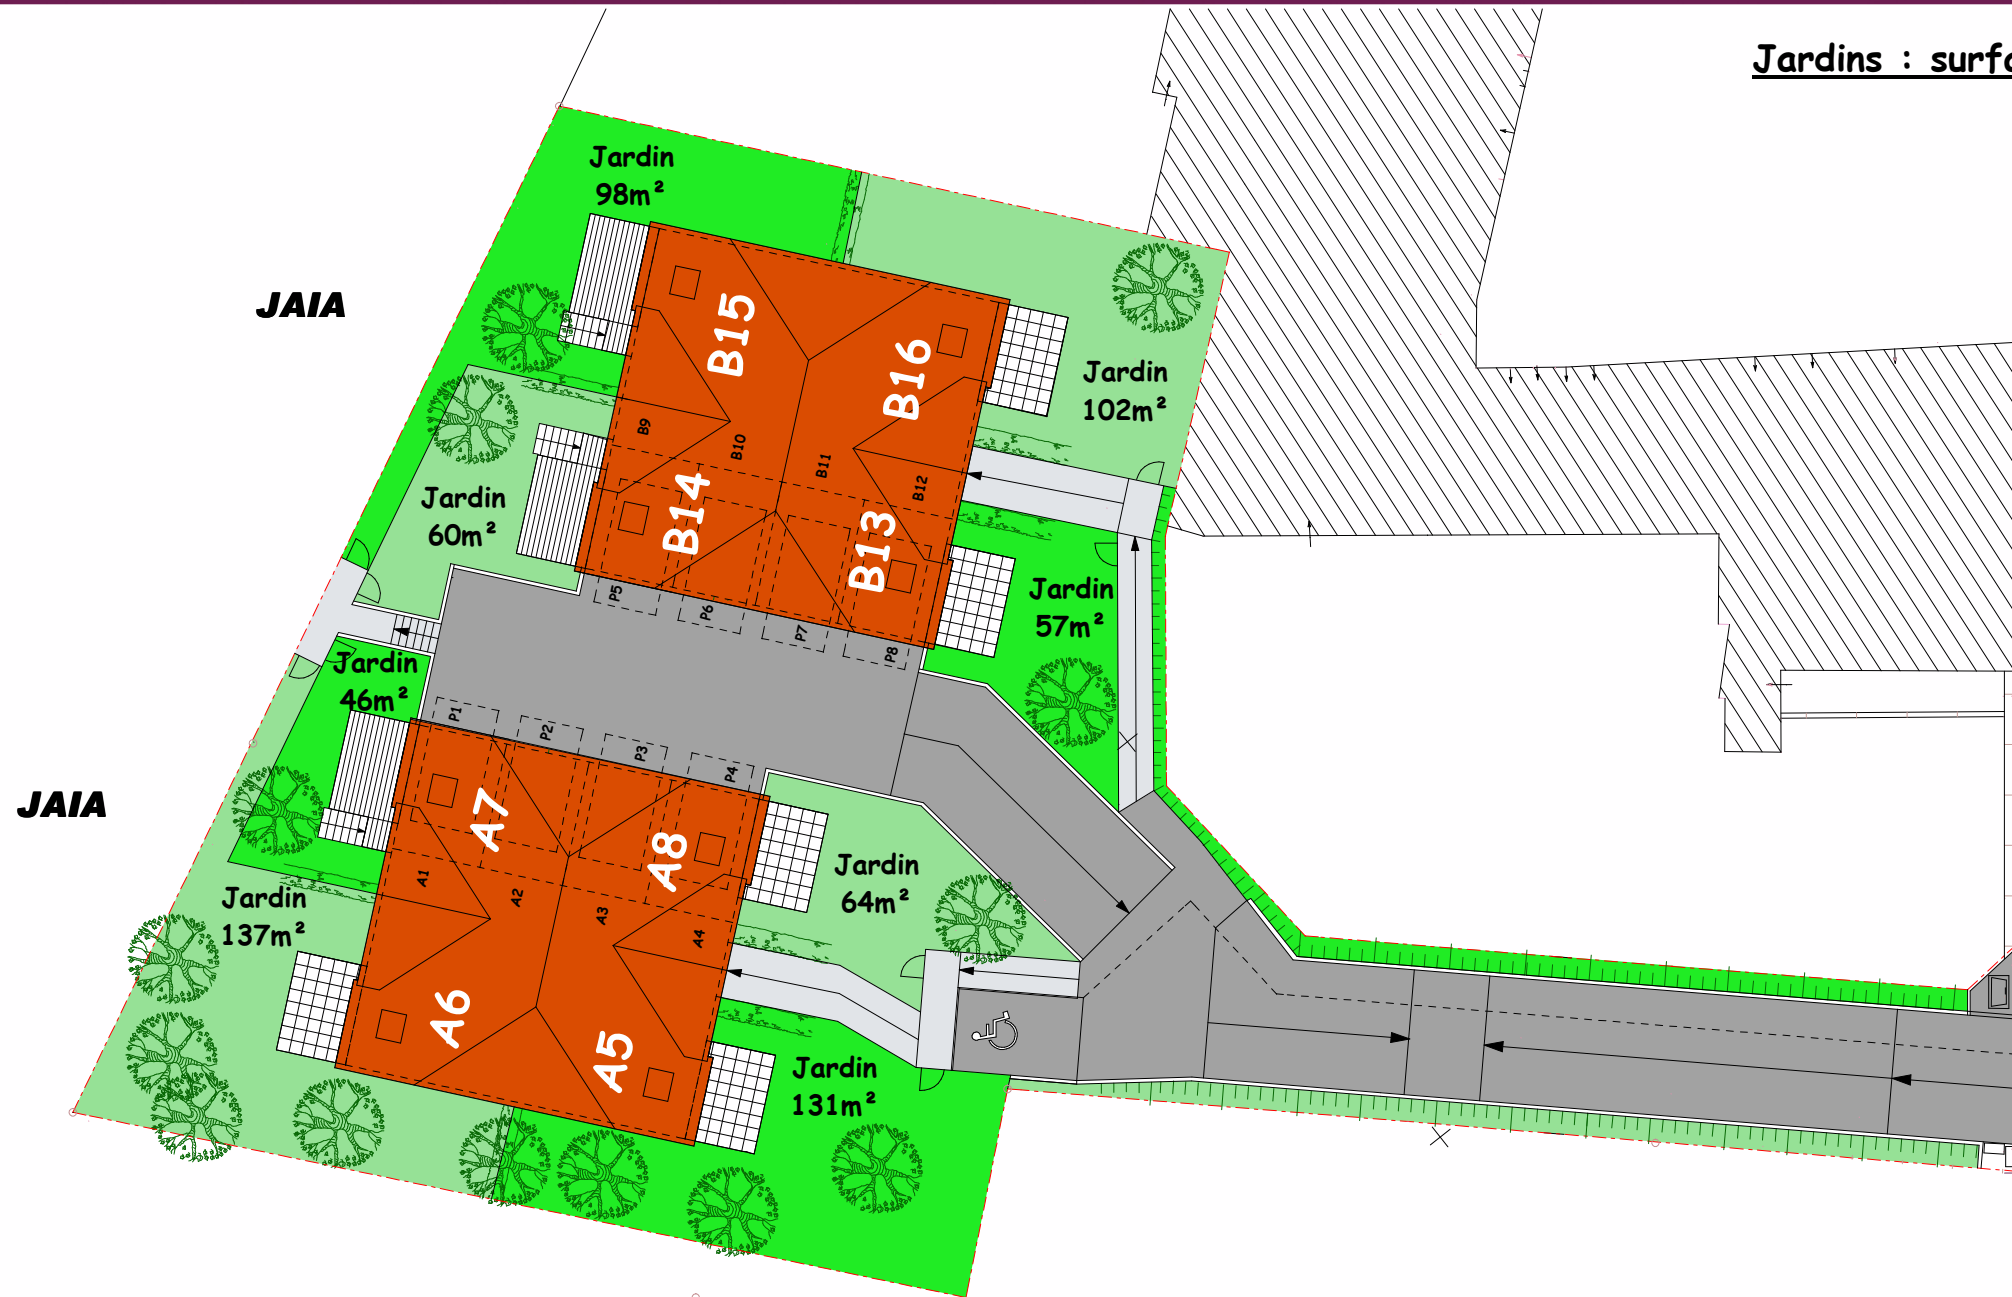 Jardins : surfa
Jardin
98m²
JAIA
B15
B16
Jardin
102m²
B9
B10
B11
B12
Jardin
60m²
B14
B13
Jardin
57m²
P5
P6
P7
P8
Jardin
46m²
P1
P2
P3
P4
JAIA
A7
A8
Jardin
64m²
A1
A2
A3
A4
Jardin
137m²
A6
A5
Jardin
131m²